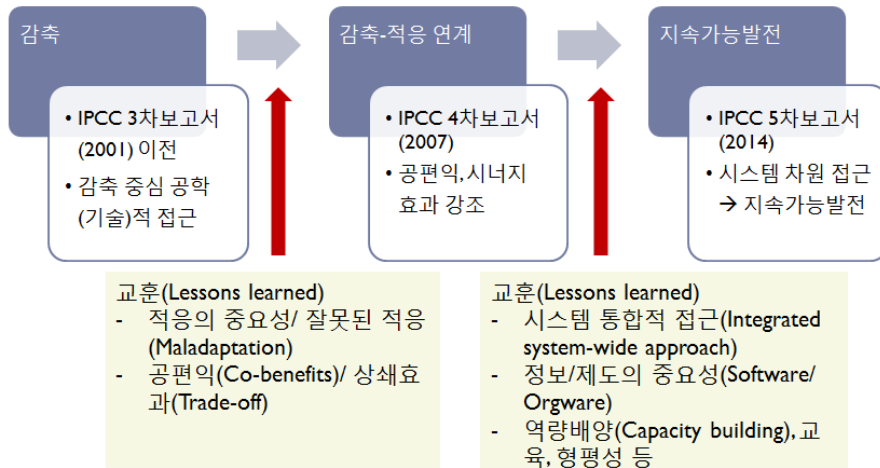 감축
감축-적응 연계
지속가능발전
• IPCC 3차보고서
(2001) 이전
• 감축 중심 공학
(기술)적 접근
• IPCC 4차보고서
(2007)
• 공편익,시너지
효과 강조
• IPCC 5차보고서
(2014)
• 시스템 차원 접근
→ 지속가능발전
교훈(Lessons learned)
- 적응의 중요성/ 잘못된 적응
(Maladaptation)
- 공편익(Co-benefits)/ 상쇄효
과(Trade-off)
교훈(Lessons learned)
- 시스템 통합적 접근(Integrated
system-wide approach)
- 정보/제도의 중요성(Software/
Orgware)
- 역량배양(Capacity building),교
육,형평성 등